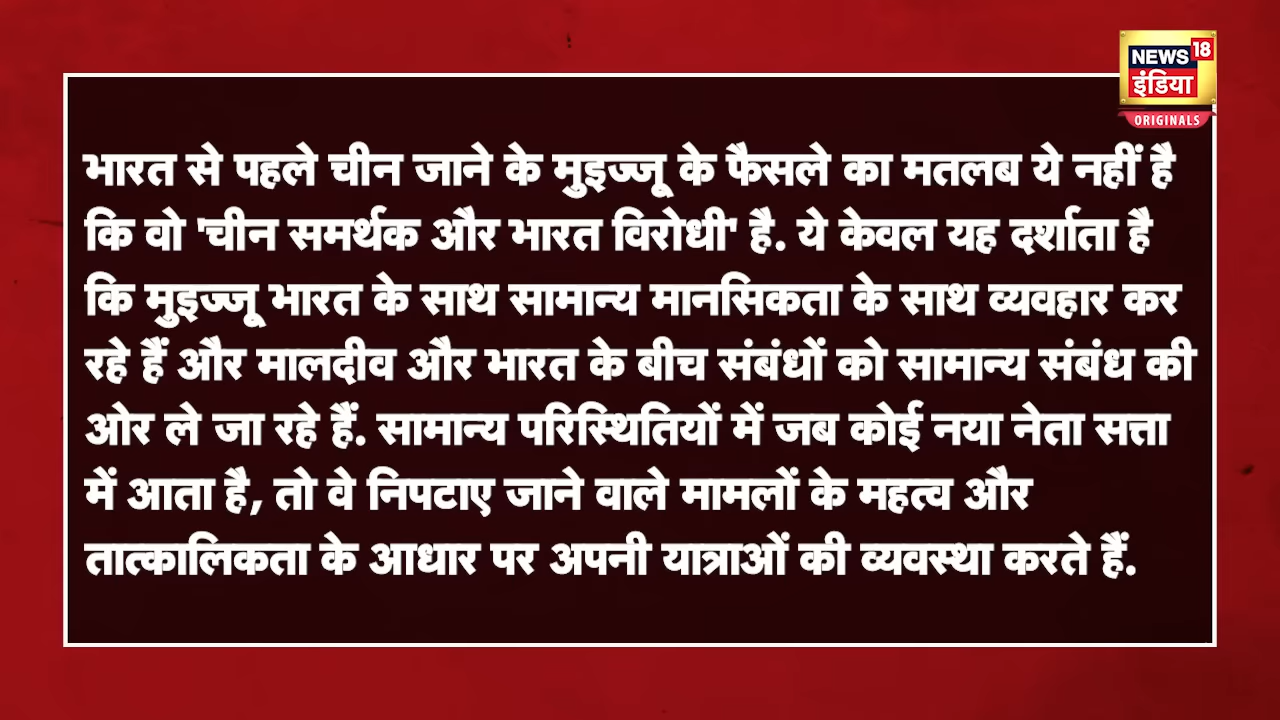 NEWS 18
इंडिया
ORIGINALS
भारत से पहले चीन जाने के मुइज्जू के फैसले का मतलब ये नहीं है
कि वो 'चीन समर्थक और भारत विरोधी' है. ये केवल यह दर्शाता है
कि मुइज्जू भारत के साथ सामान्य मानसिकता के साथ व्यवहार कर
रहे हैं और मालदीव और भारत के बीच संबंधों को सामान्य संबंध की
ओर ले जा रहे हैं. सामान्य परिस्थितियों में जब कोई नया नेता सत्ता
में आता है, तो वे निपटाए जाने वाले मामलों के महत्व और
तात्कालिकता के आधार पर अपनी यात्राओं की व्यवस्था करते हैं.